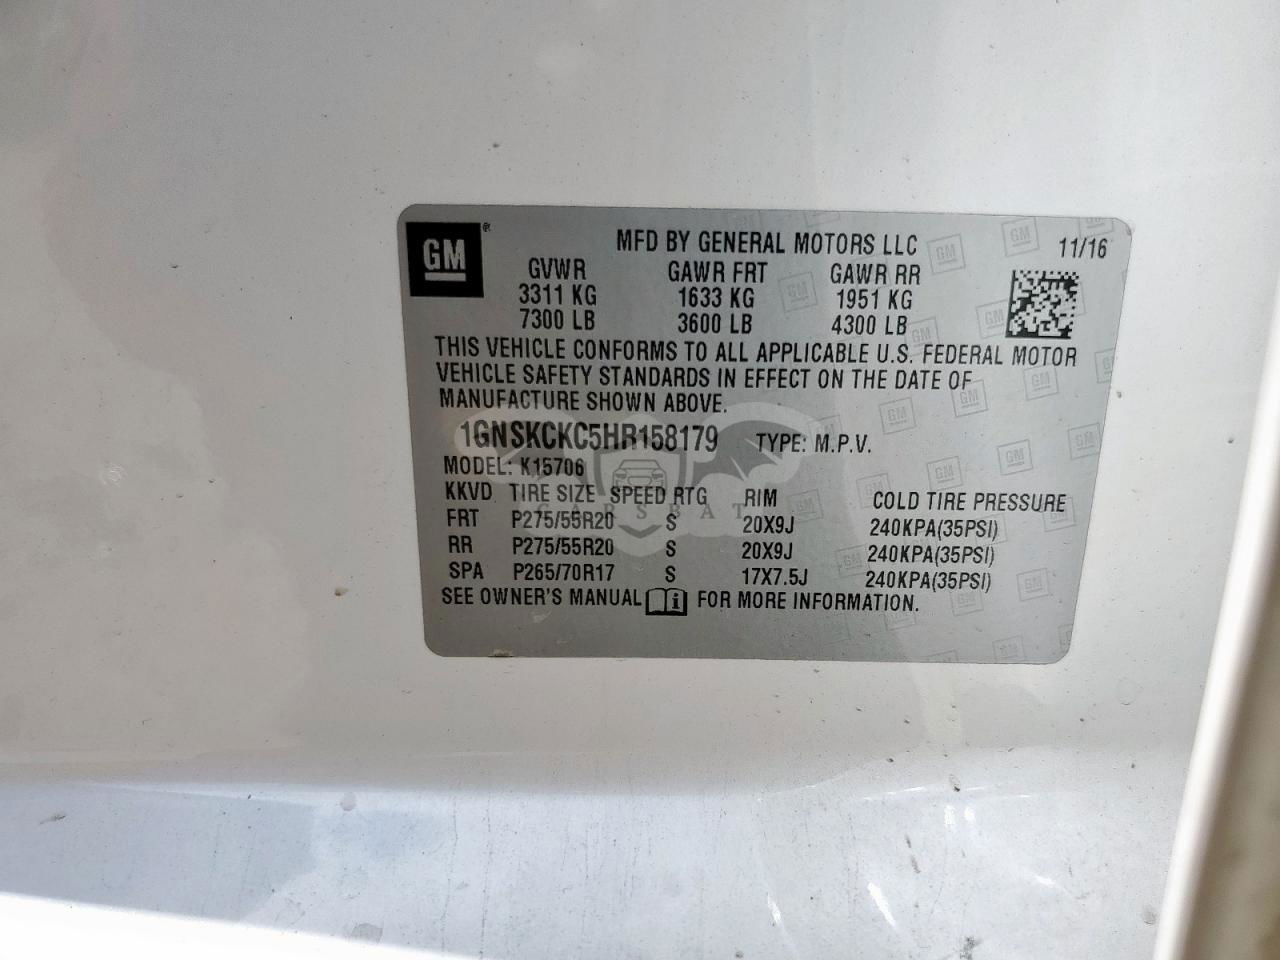 GM®
MFD BY GENERAL MOTORS LLC 11/16
GVWR GAWR FRT GAWR RR
3311 KG 1633 KG 1951 KG
7300 LB 3600 LB 4300 LB
THIS VEHICLE CONFORMS TO ALL APPLICABLE U.S. FEDERAL MOTOR
VEHICLE SAFETY STANDARDS IN EFFECT ON THE DATE OF
MANUFACTURE SHOWN ABOVE.
1GNSKCKC5HR158179 TYPE: M.P.V.
MODEL: K15706
KKVD TIRE SIZE SPEED RTG RIM COLD TIRE PRESSURE
CARSBAT
FRT P275/55R20 S 20X9J 240KPA(35PSI)
RR P275/55R20 S 20X9J 240KPA(35PSI)
SPA P265/70R17 S 17X7.5J 240KPA(35PSI)
SEE OWNER'S MANUAL i FOR MORE INFORMATION.